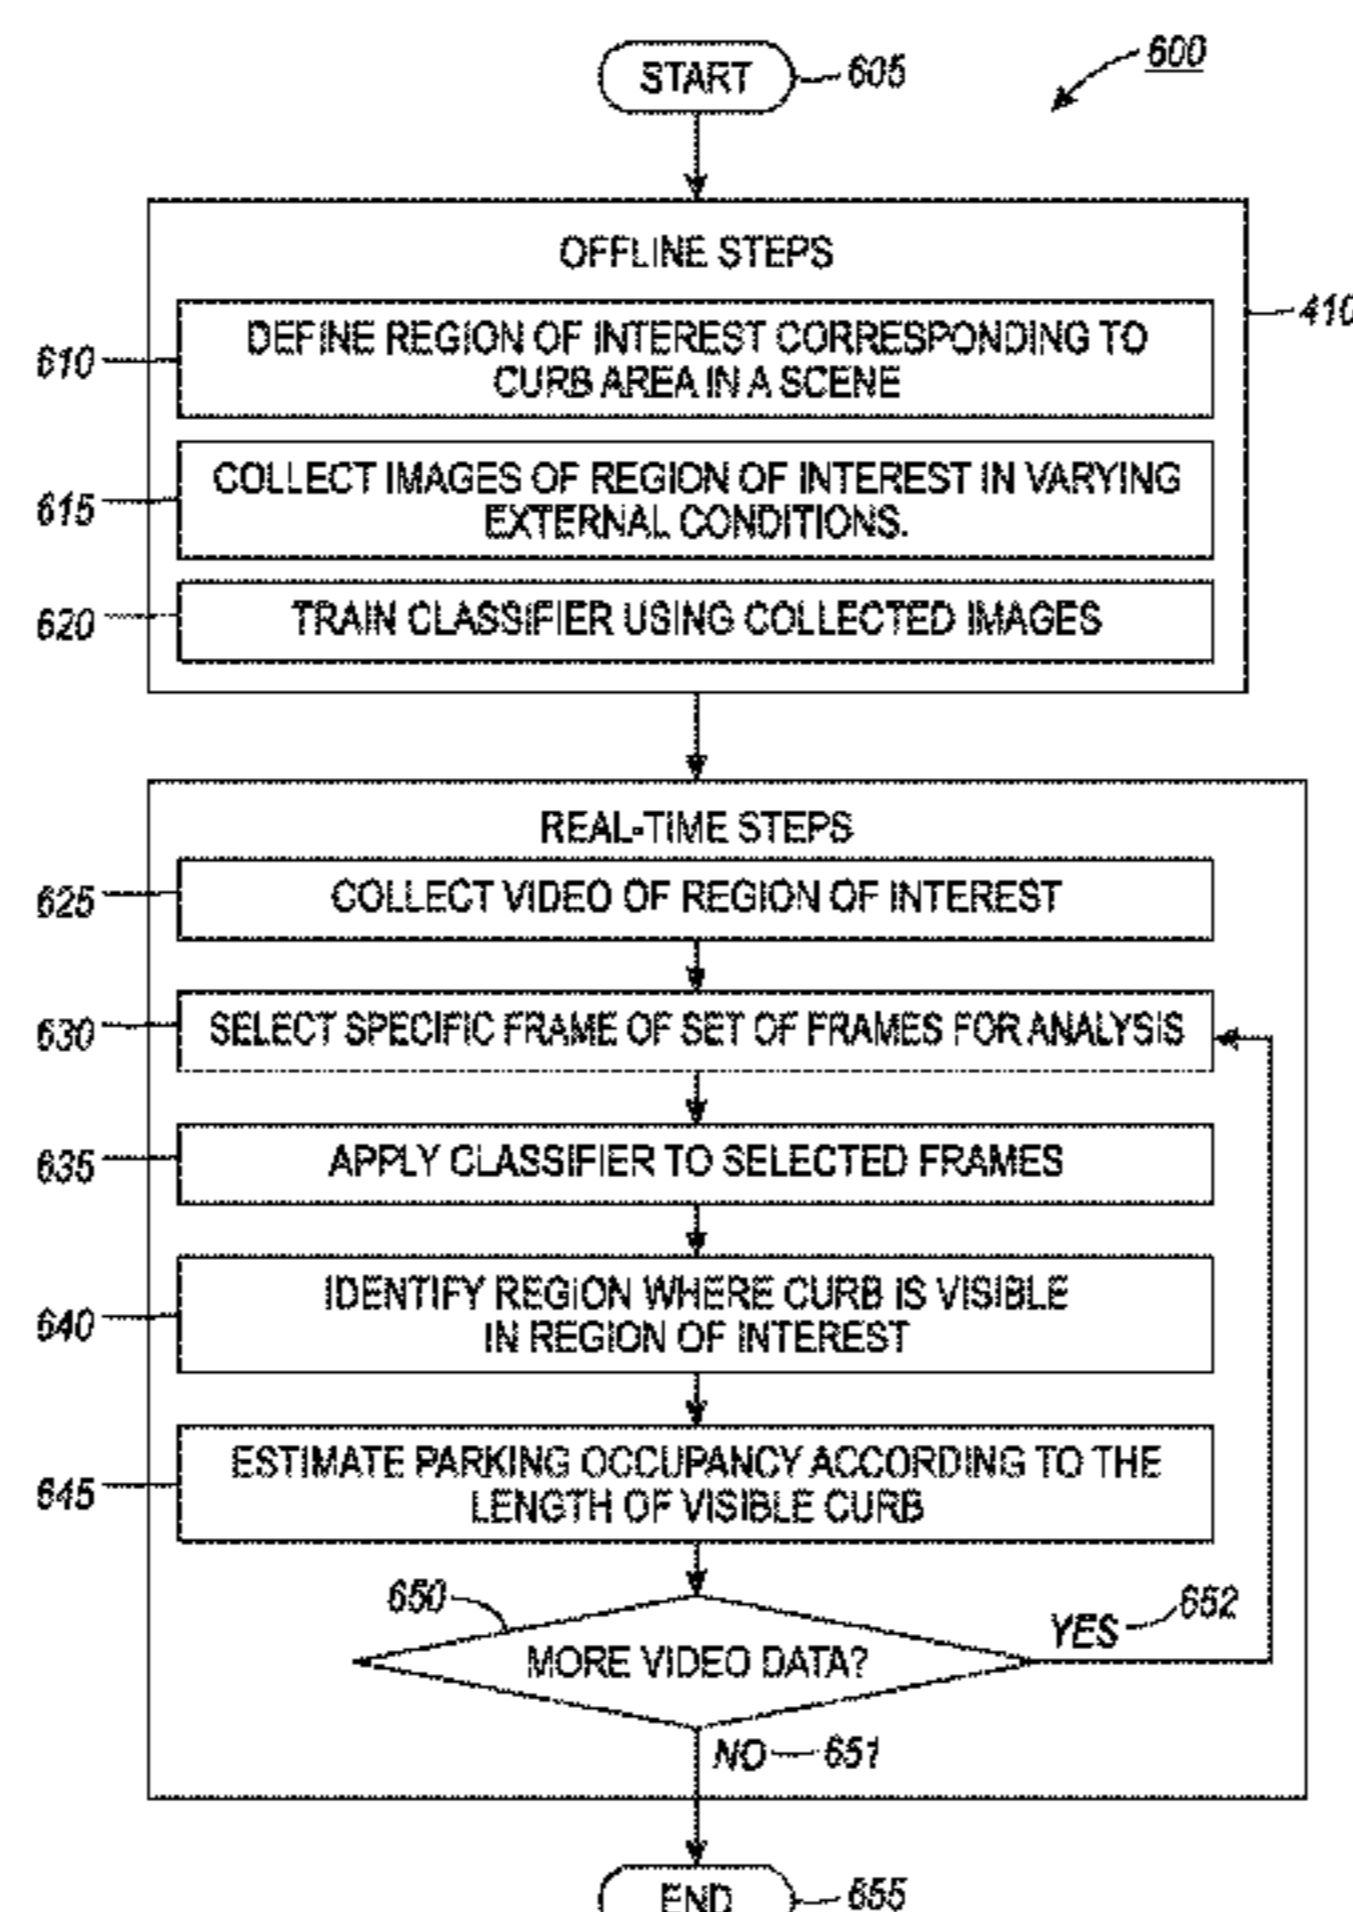 START
605
600
OFFLINE STEPS
410
610
DEFINE REGION OF INTEREST CORRESPONDING TO
CURB AREA IN A SCENE
615
COLLECT IMAGES OF REGION OF INTEREST IN VARYING
EXTERNAL CONDITIONS.
620
TRAIN CLASSIFIER USING COLLECTED IMAGES
REAL-TIME STEPS
625
COLLECT VIDEO OF REGION OF INTEREST
630
SELECT SPECIFIC FRAME OF SET OF FRAMES FOR ANALYSIS
635
APPLY CLASSIFIER TO SELECTED FRAMES
640
IDENTIFY REGION WHERE CURB IS VISIBLE
IN REGION OF INTEREST
645
ESTIMATE PARKING OCCUPANCY ACCORDING TO THE
LENGTH OF VISIBLE CURB
650
MORE VIDEO DATA?
YES
652
NO
651
END
655